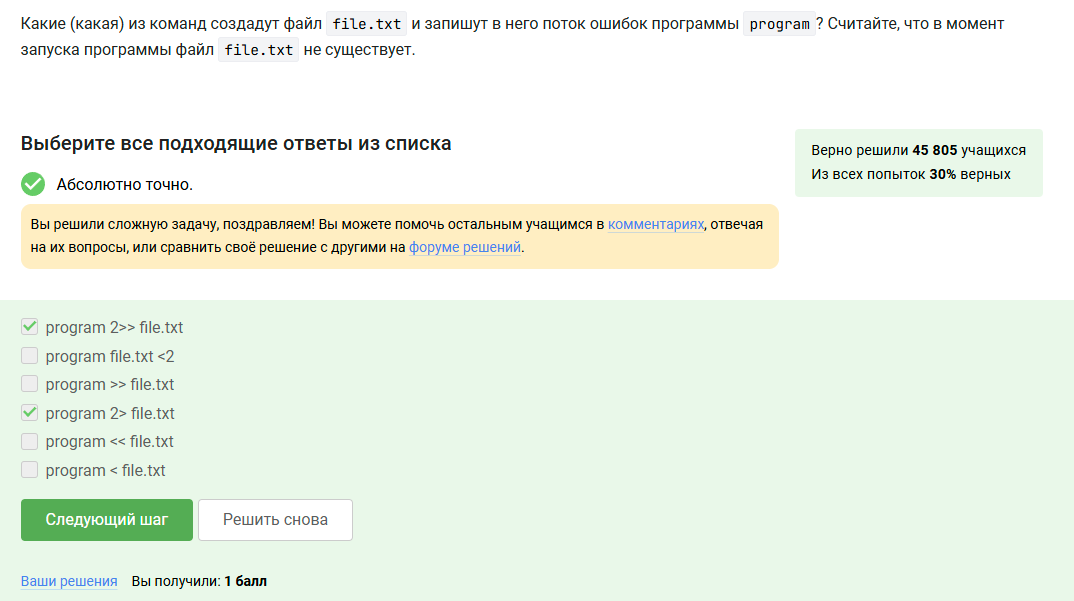 Какие (какая) из команд создадут файл file.txt и запишут в него поток ошибок программы program? Считайте, что в момент
запуска программы файл file.txt не существует.
Выберите все подходящие ответы из списка
Верно решили 45 805 учащихся
Из всех попыток 30% верных
Абсолютно точно.
Вы решили сложную задачу, поздравляем! Вы можете помочь остальным учащимся в комментариях, отвечая
на их вопросы, или сравнить своё решение с другими на форуме решений.
program 2>> file.txt
program file.txt <2
program >> file.txt
program 2> file.txt
program << file.txt
program < file.txt
Следующий шаг
Решить снова
Ваши решения Вы получили: 1 балл